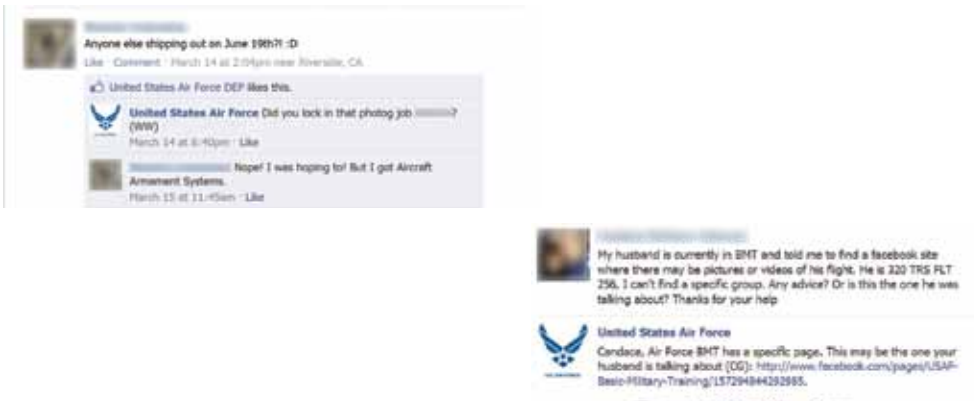 Anyone else shipping out on June 19th?! :D
Like · Comment · March 14 at 2:04pm near Riverside, CA
United States Air Force DEP likes this.
United States Air Force Did you lock in that photog job ?
(WW)
March 14 at 6:40pm · Like
Nope! I was hoping to! But I got Aircraft
Armament Systems.
March 15 at 11:45am · Like
My husband is currently in BMT and told me to find a facebook site
where there may be pictures or videos of his flight. He is 320 TRS FLT
256. I can't find a specific group. Any advice? Or is this the one he was
talking about? Thanks for your help
United States Air Force
Candace, Air Force BMT has a specific page. This may be the one your
husband is talking about (CG): http://www.facebook.com/pages/USAF-
Basic-Military-Training/157294844292985.